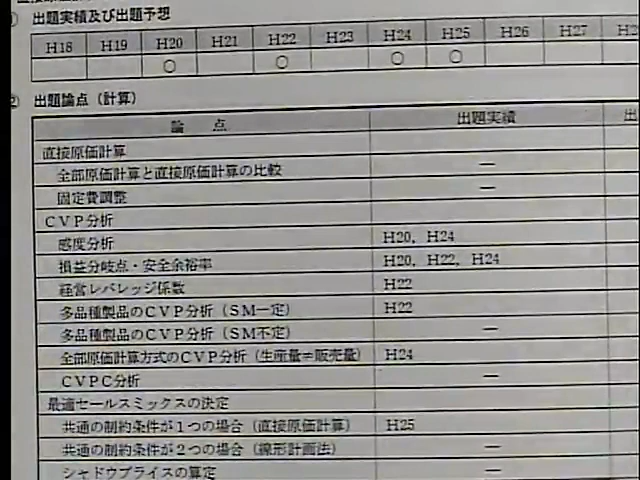 ① 出題実績及び出題予想
H18 H19 H20 H21 H22 H23 H24 H25 H26 H27
○ ○ ○ ○
② 出題論点（計算）
論 点 出題実績 出
直接原価計算
全部原価計算と直接原価計算の比較 —
固定費調整 —
ＣＶＰ分析
感度分析 H20，H24
損益分岐点・安全余裕率 H20，H22，H24
経営レバレッジ係数 H22
多品種製品のＣＶＰ分析（ＳＭ一定） H22
多品種製品のＣＶＰ分析（ＳＭ不定） —
全部原価計算方式のＣＶＰ分析（生産量≠販売量） H24
ＣＶＰＣ分析 —
最適セールスミックスの決定
共通の制約条件が１つの場合（直接原価計算） H25
共通の制約条件が２つの場合（線形計画法） —
シャドウプライスの算定 —